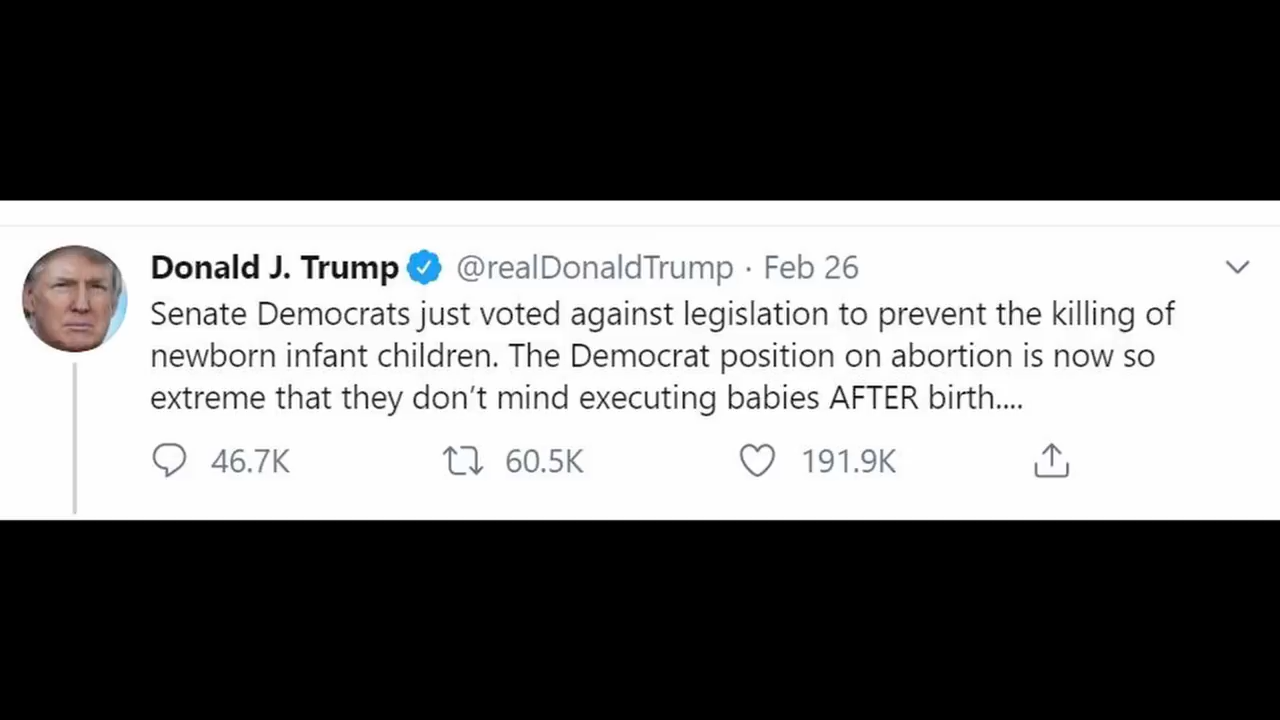 Donald J. Trump @realDonaldTrump · Feb 26
Senate Democrats just voted against legislation to prevent the killing of
newborn infant children. The Democrat position on abortion is now so
extreme that they don’t mind executing babies AFTER birth....
46.7K 60.5K 191.9K